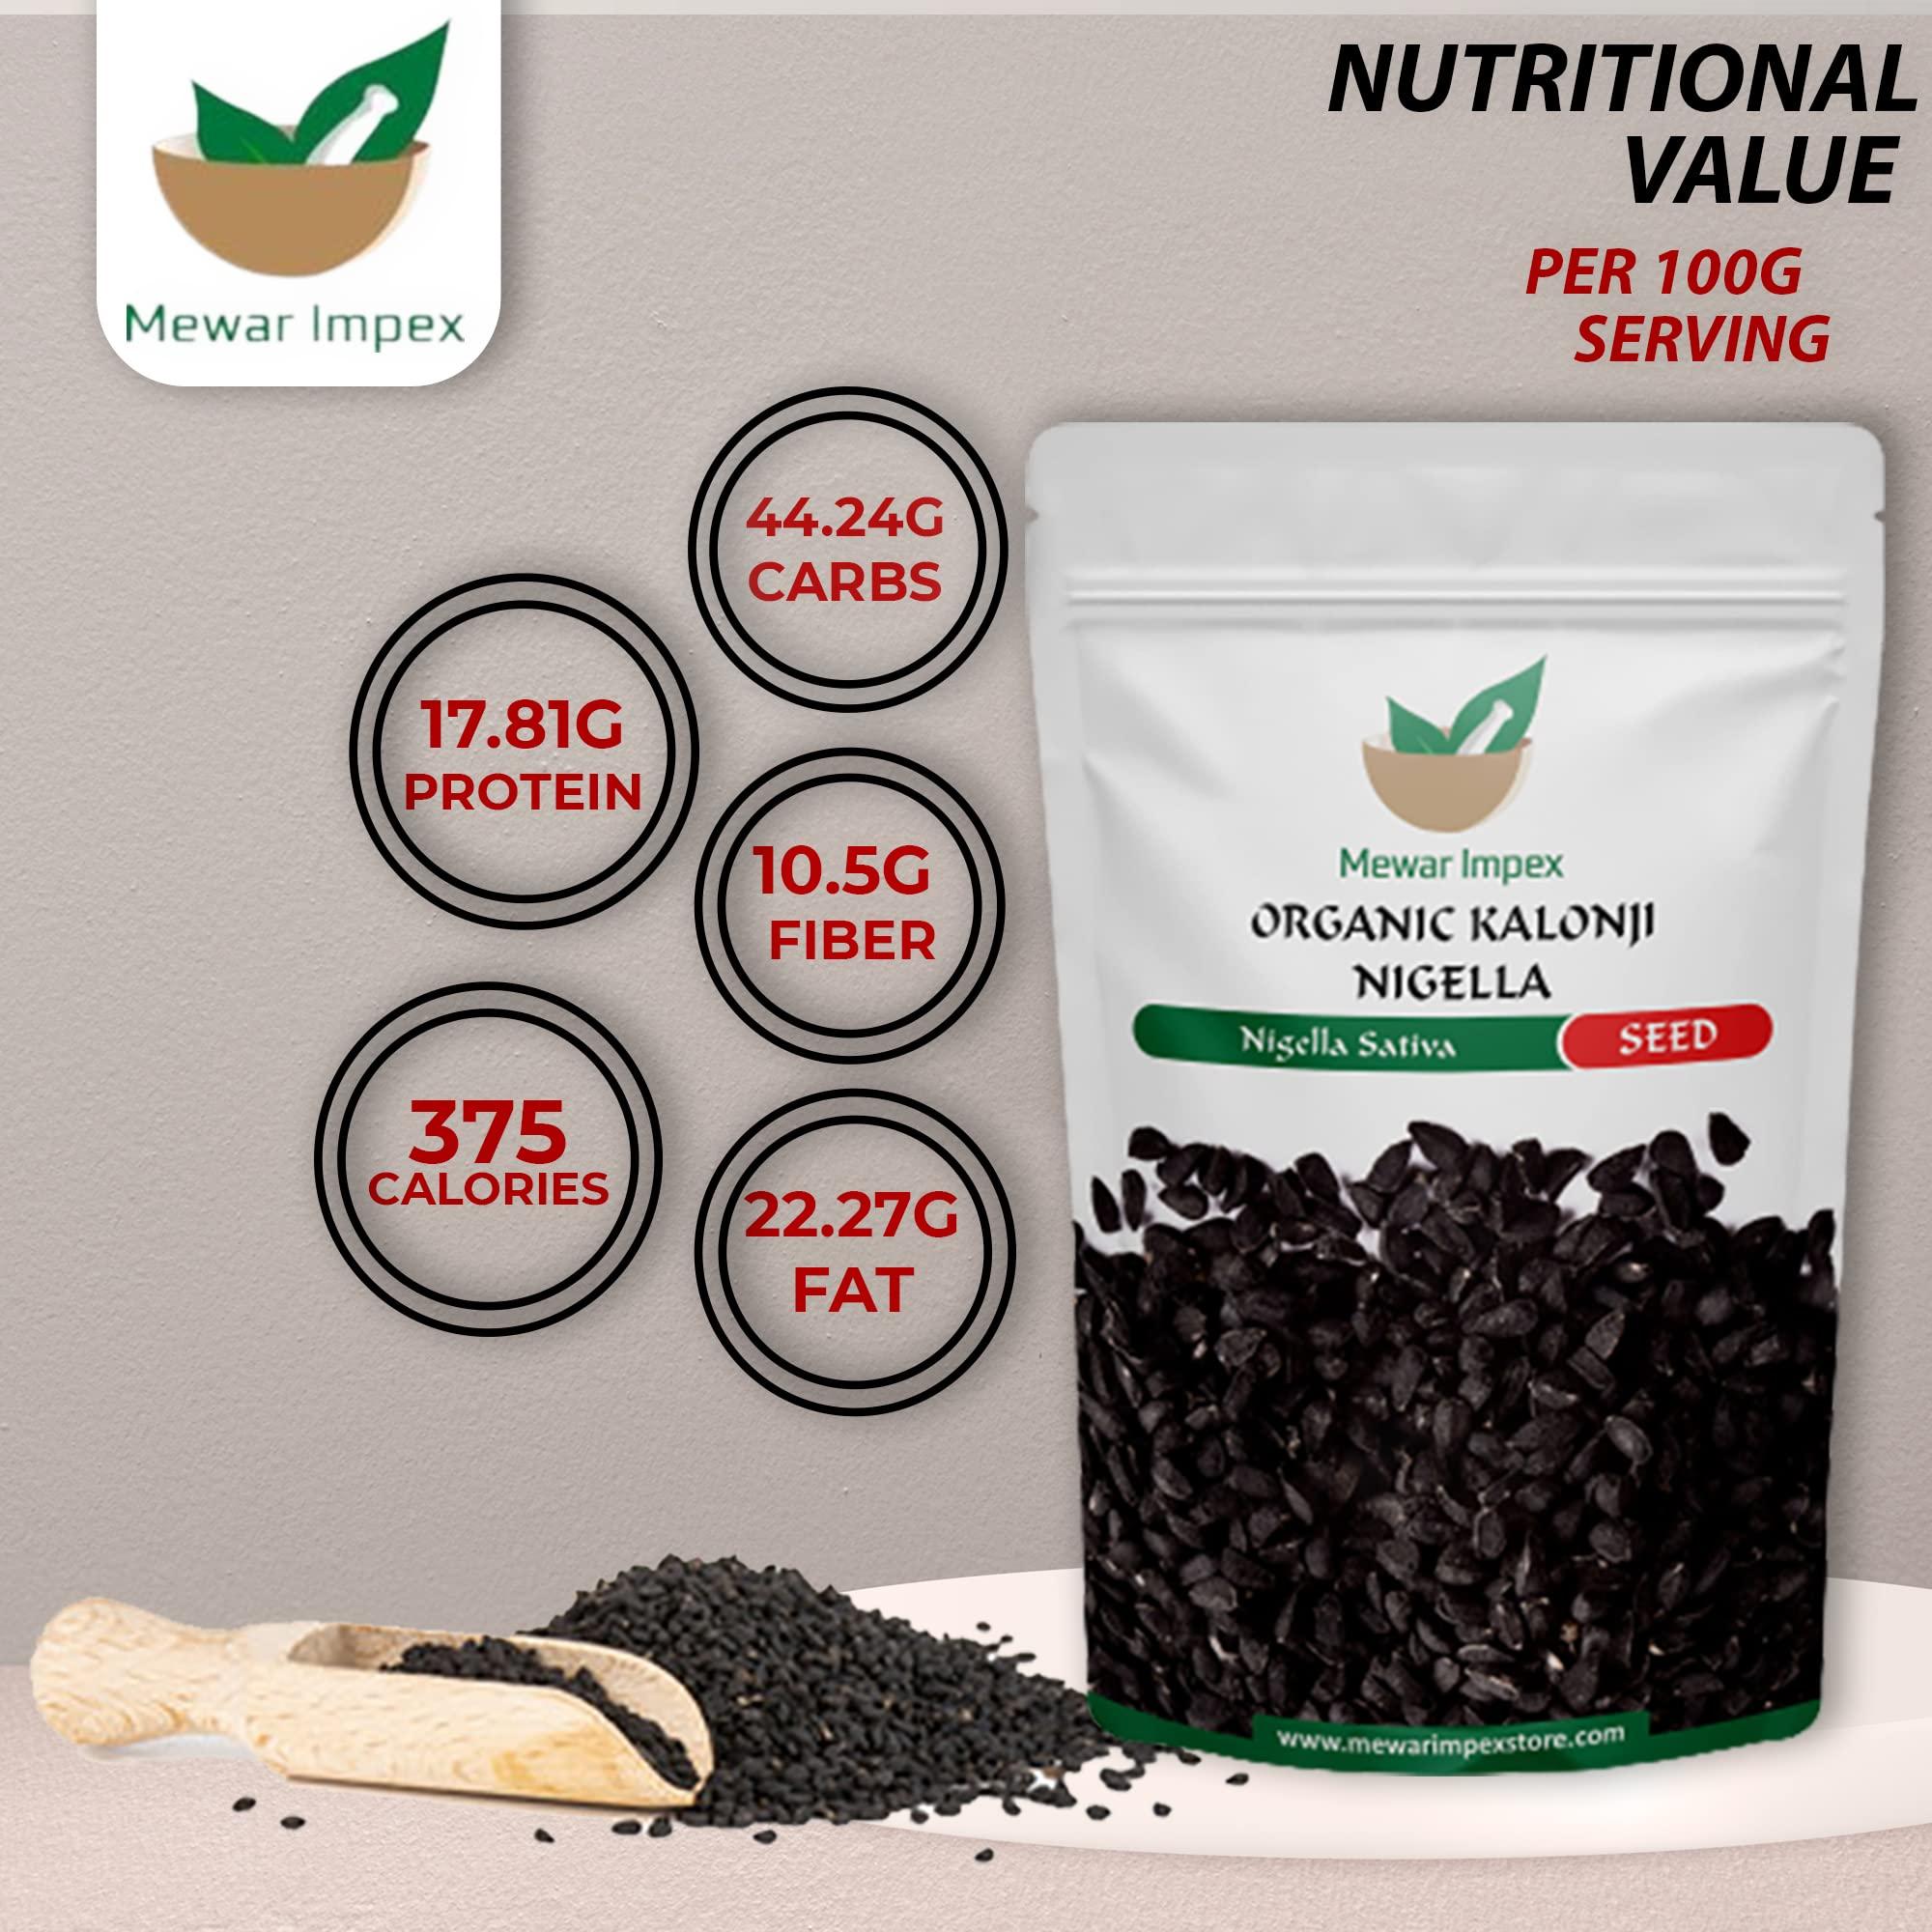 Mewar Impex
NUTRITIONAL
VALUE
PER 100G
SERVING
44.24G
CARBS
17.81G
PROTEIN
10.5G
FIBER
375
CALORIES
22.27G
FAT
Mewar Impex
ORGANIC KALONJI
NIGELLA
Nigella Sativa SEED
www.mewarimpexstore.com